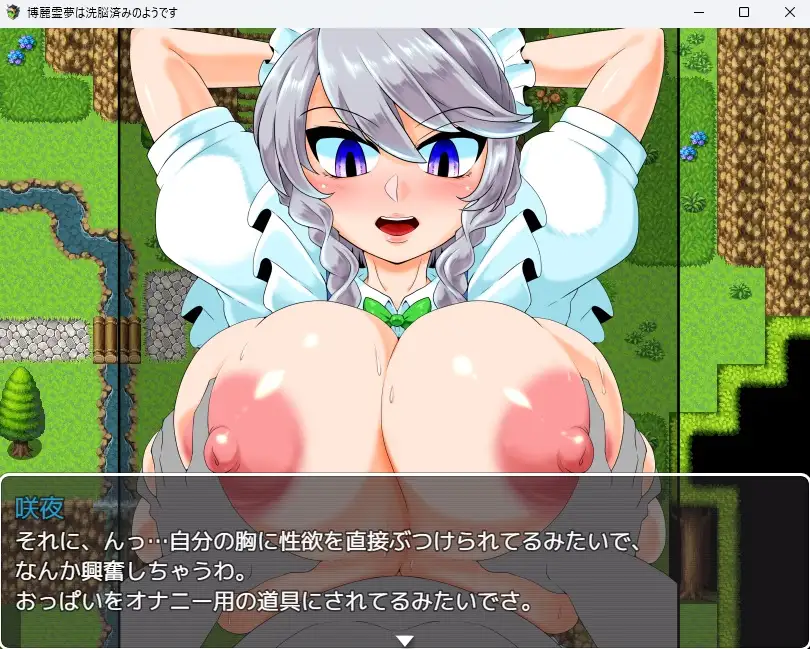 博麗霊夢は洗脳済みのようです
咲夜
それに、んっ…自分の胸に性欲を直接ぶつけられてるみたいで、
なんか興奮しちゃうわ。
おっぱいをオナニー用の道具にされてるみたいでさ。